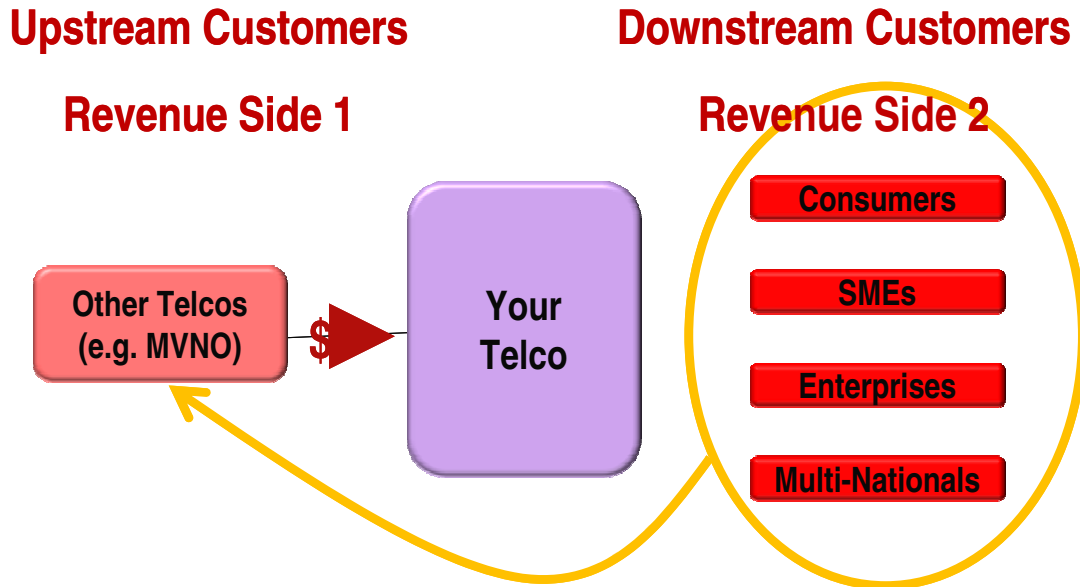 Upstream Customers
Downstream Customers
Revenue Side 1
Revenue Side 2
Consumers
Other Telcos
(e.g. MVNO)
$
Your
Telco
SMEs
Enterprises
Multi-Nationals